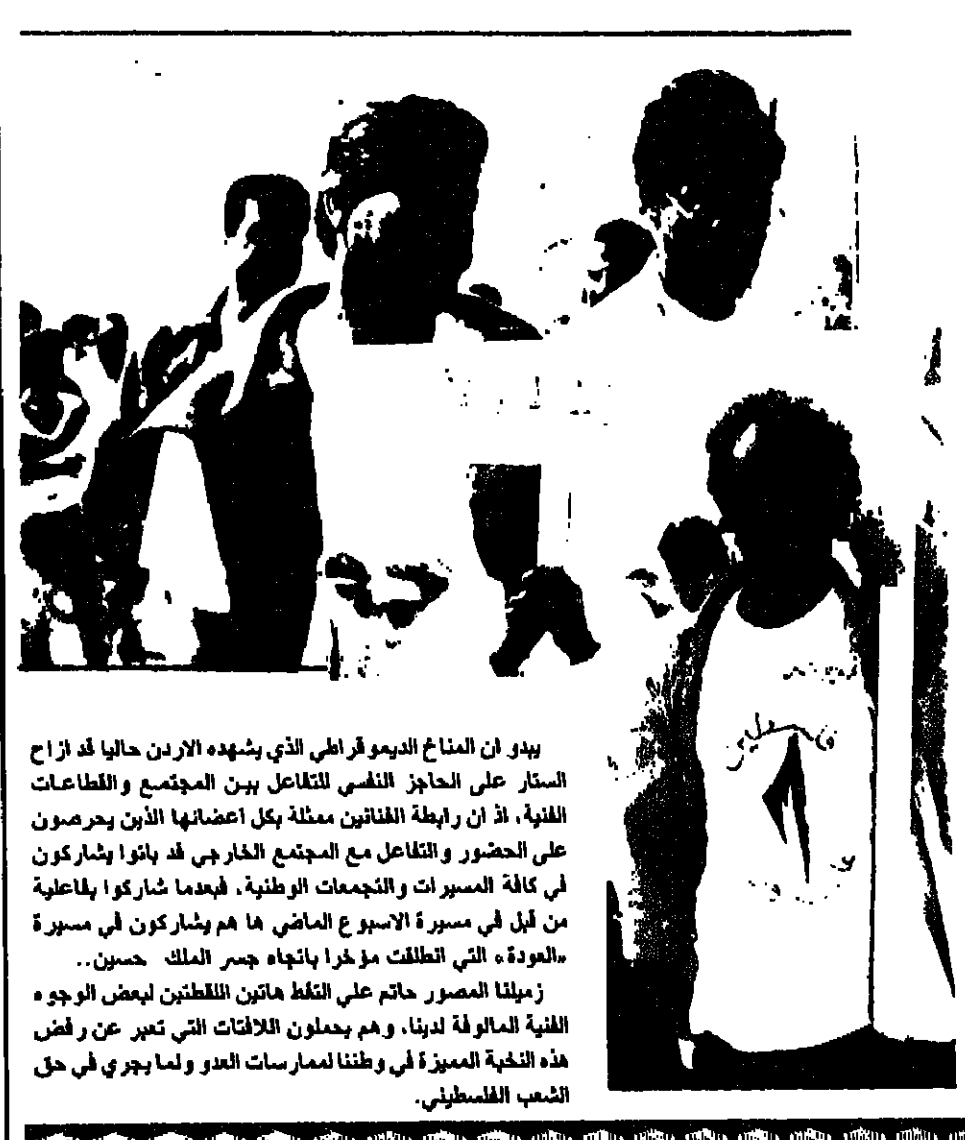 يبدو ان المناخ الديموقراطي الذي يشهده الاردن حاليا قد ازاح
الستار على الحاجز النفسي للتفاعل بين المجتمع والقطاعات
الفنية، اذ ان رابطة الفنانين ممثلة بكل اعضائها الذين يحرصون
على الحضور والتفاعل مع المجتمع الخارجي قد باتوا يشاركون
في كافة المسيرات والتجمعات الوطنية، فبعدما شاركوا بفاعلية
من قبل في مسيرة الاسبوع الماضي ها هم يشاركون في مسيرة
«العودة» التي انطلقت مؤخرا باتجاه جسر الملك حسين..
زميلنا المصور حاتم علي التقط هاتين اللقطتين لبعض الوجوه
الفنية المالوفة لدينا، وهم يحملون اللافتات التي تعبر عن رفض
هذه النخبة المميزة في وطننا لممارسات العدو ولما يجري في حق
الشعب الفلسطيني.